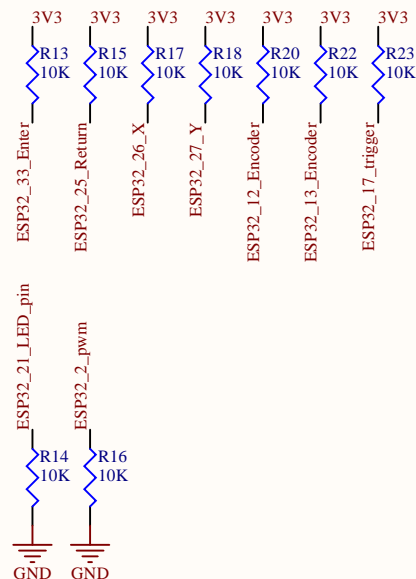 3V3 3V3 3V3 3V3 3V3 3V3 3V3
R13 R15 R17 R18 R20 R22 R23
10K 10K 10K 10K 10K 10K 10K
ESP32_33_Enter
ESP32_25_Return
ESP32_26_X
ESP32_27_Y
ESP32_12_Encoder
ESP32_13_Encoder
ESP32_17_trigger
ESP32_21_LED_pin
ESP32_2_pwm
R14 R16
10K 10K
GND GND